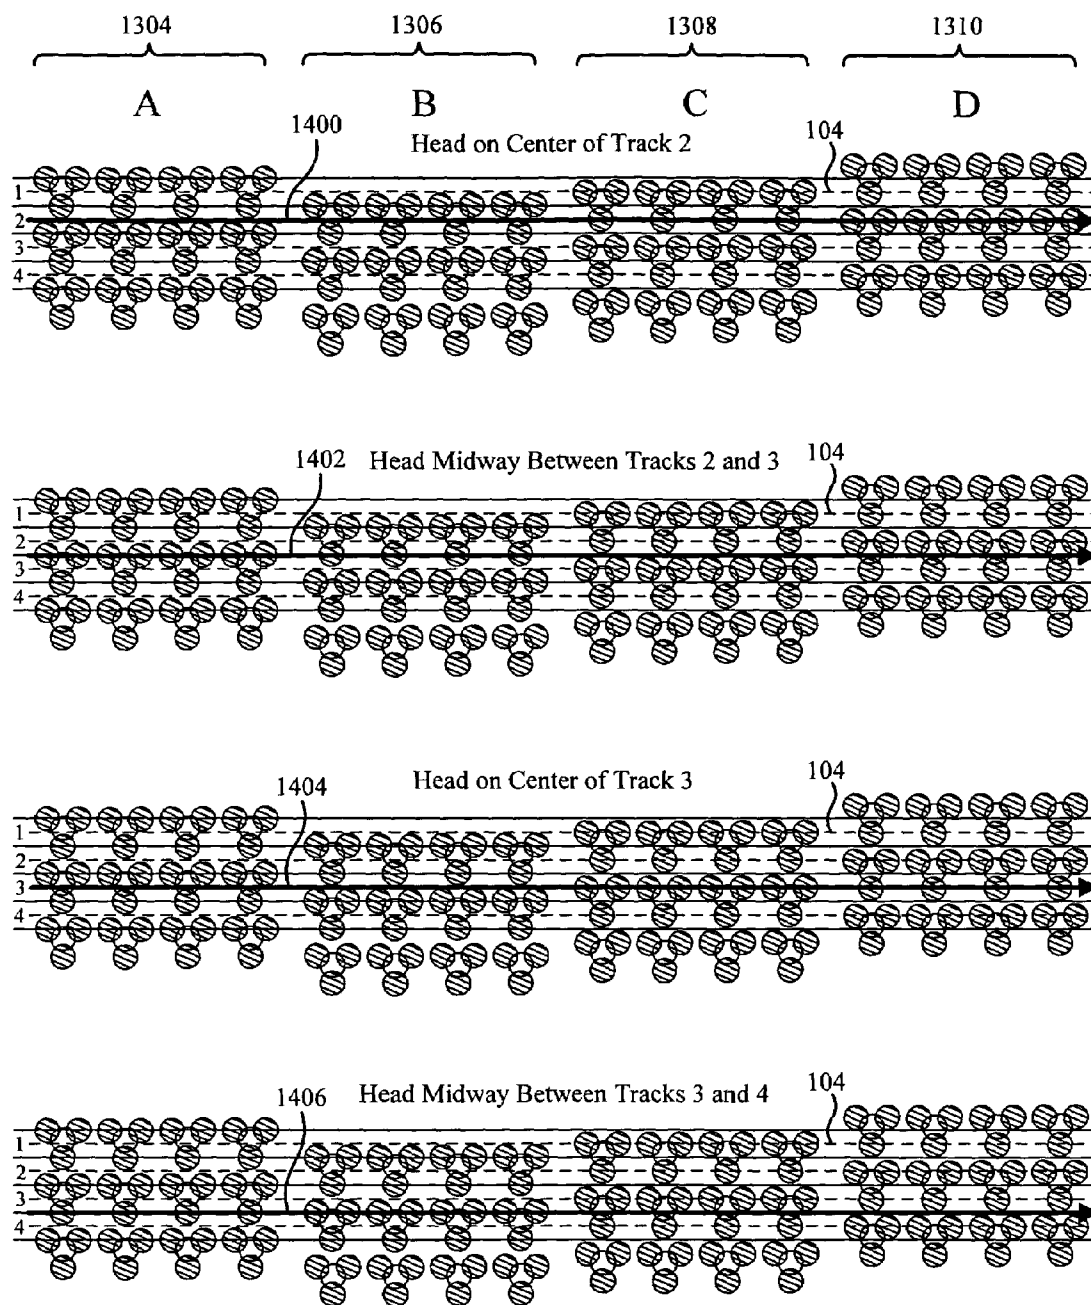 1304 1306 1308 1310
A B C D
1400 Head on Center of Track 2 104
1
2
3
4
1402 Head Midway Between Tracks 2 and 3 104
1
2
3
4
1404 Head on Center of Track 3 104
1
2
3
4
1406 Head Midway Between Tracks 3 and 4 104
1
2
3
4